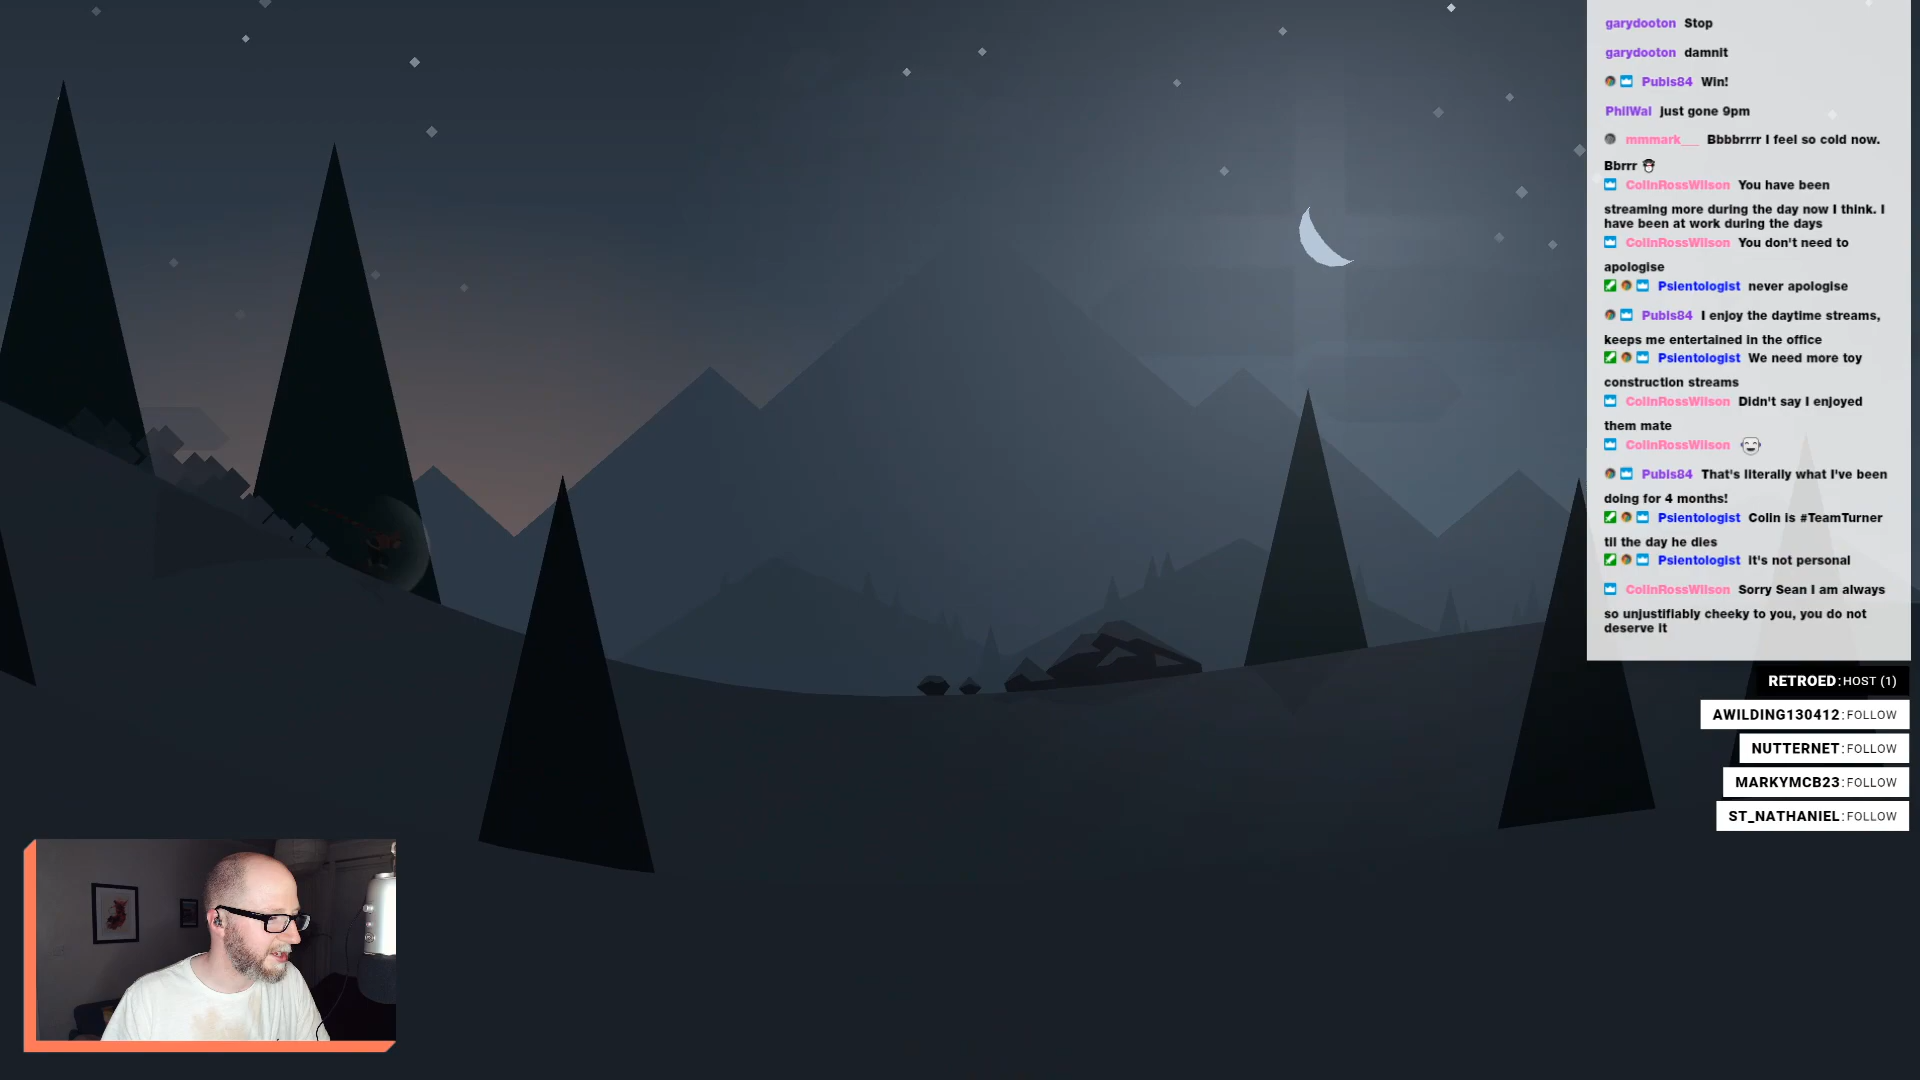 garydooton Stop
garydooton damnit
Pubis84 Win!
PhilWal just gone 9pm
mmmark___ Bbbbrrrr I feel so cold now.
Bbrrr
ColinRossWilson You have been
streaming more during the day now I think. I
have been at work during the days
ColinRossWilson You don't need to
apologise
Psientologist never apologise
Pubis84 I enjoy the daytime streams,
keeps me entertained in the office
Psientologist We need more toy
construction streams
ColinRossWilson Didn't say I enjoyed
them mate
ColinRossWilson
Pubis84 That's literally what I've been
doing for 4 months!
Psientologist Colin is #TeamTurner
til the day he dies
Psientologist it's not personal
ColinRossWilson Sorry Sean I am always
so unjustifiably cheeky to you, you do not
deserve it
RETROED:HOST (1)
AWILDING130412:FOLLOW
NUTTERNET:FOLLOW
MARKYMCB23:FOLLOW
ST_NATHANIEL:FOLLOW